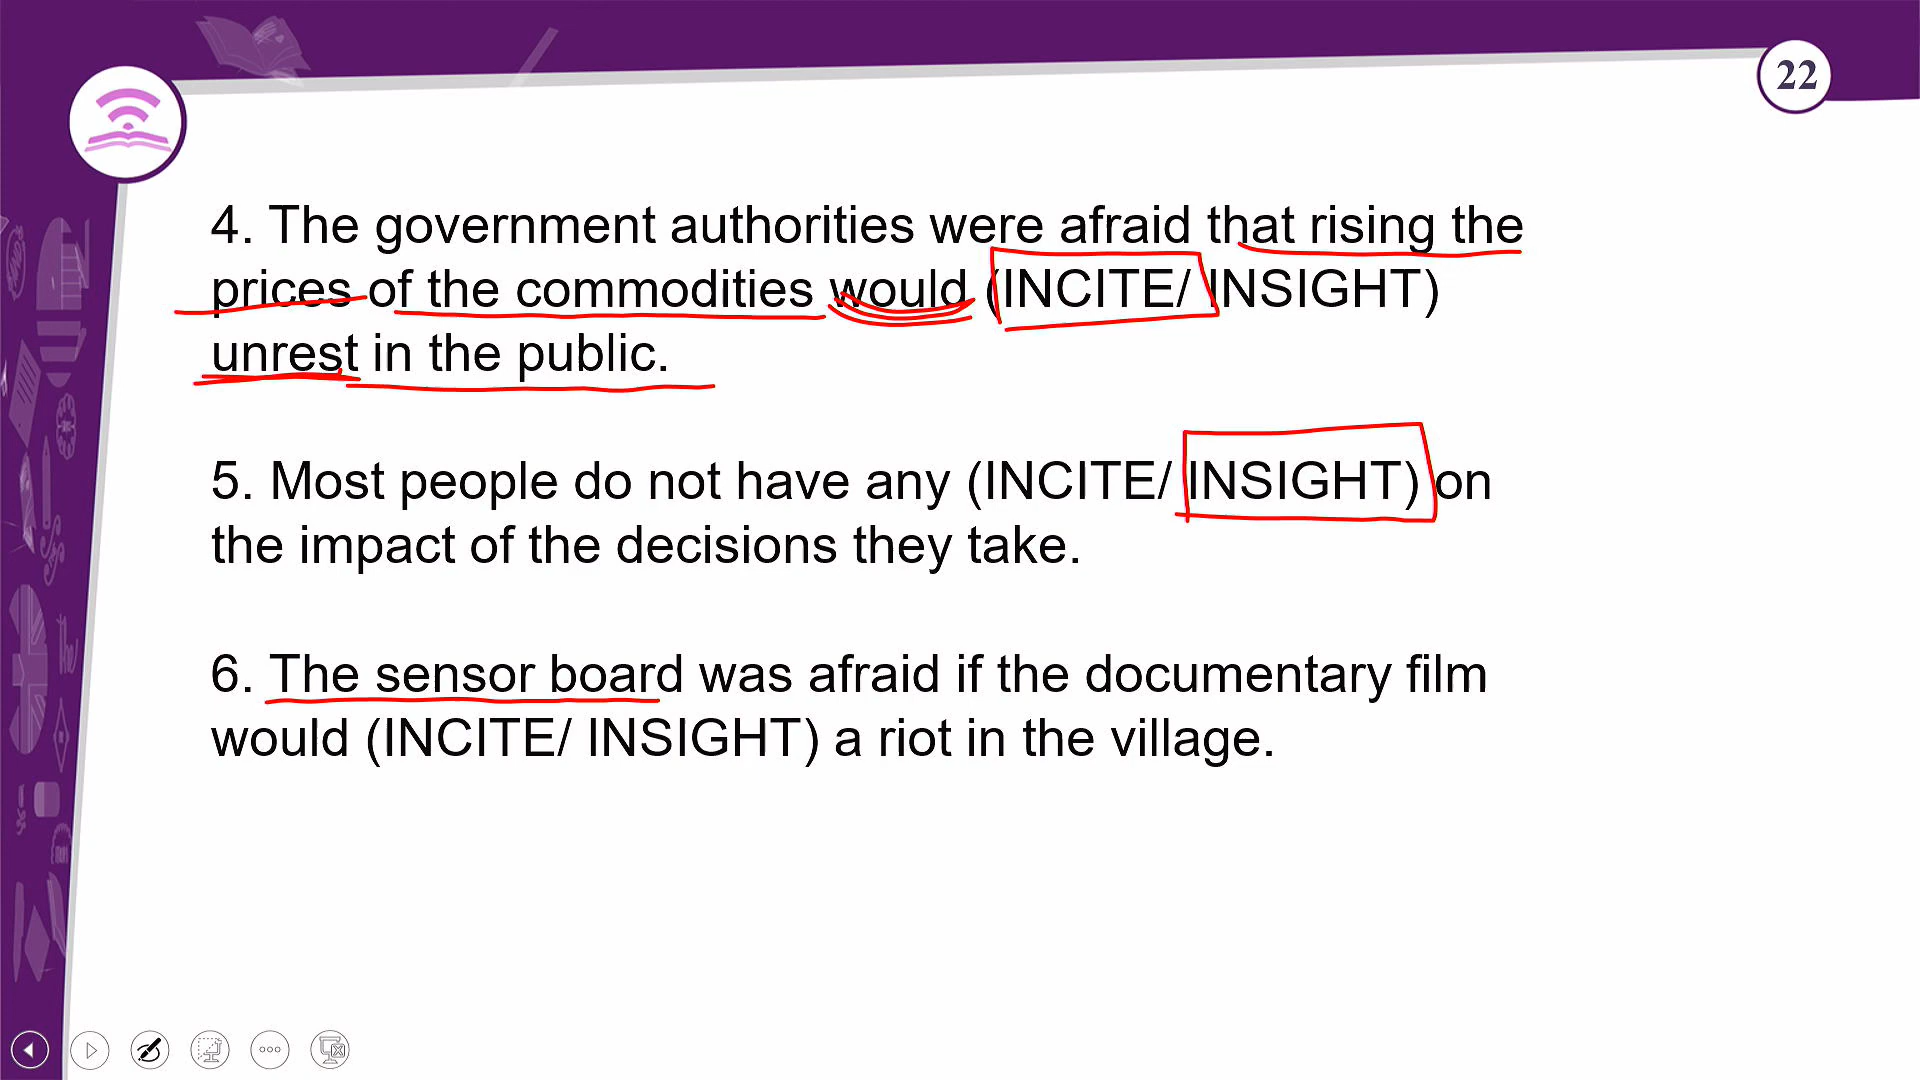 22
4. The government authorities were afraid that rising the
prices of the commodities would (INCITE/ INSIGHT)
unrest in the public.
5. Most people do not have any (INCITE/ INSIGHT) on
the impact of the decisions they take.
6. The sensor board was afraid if the documentary film
would (INCITE/ INSIGHT) a riot in the village.